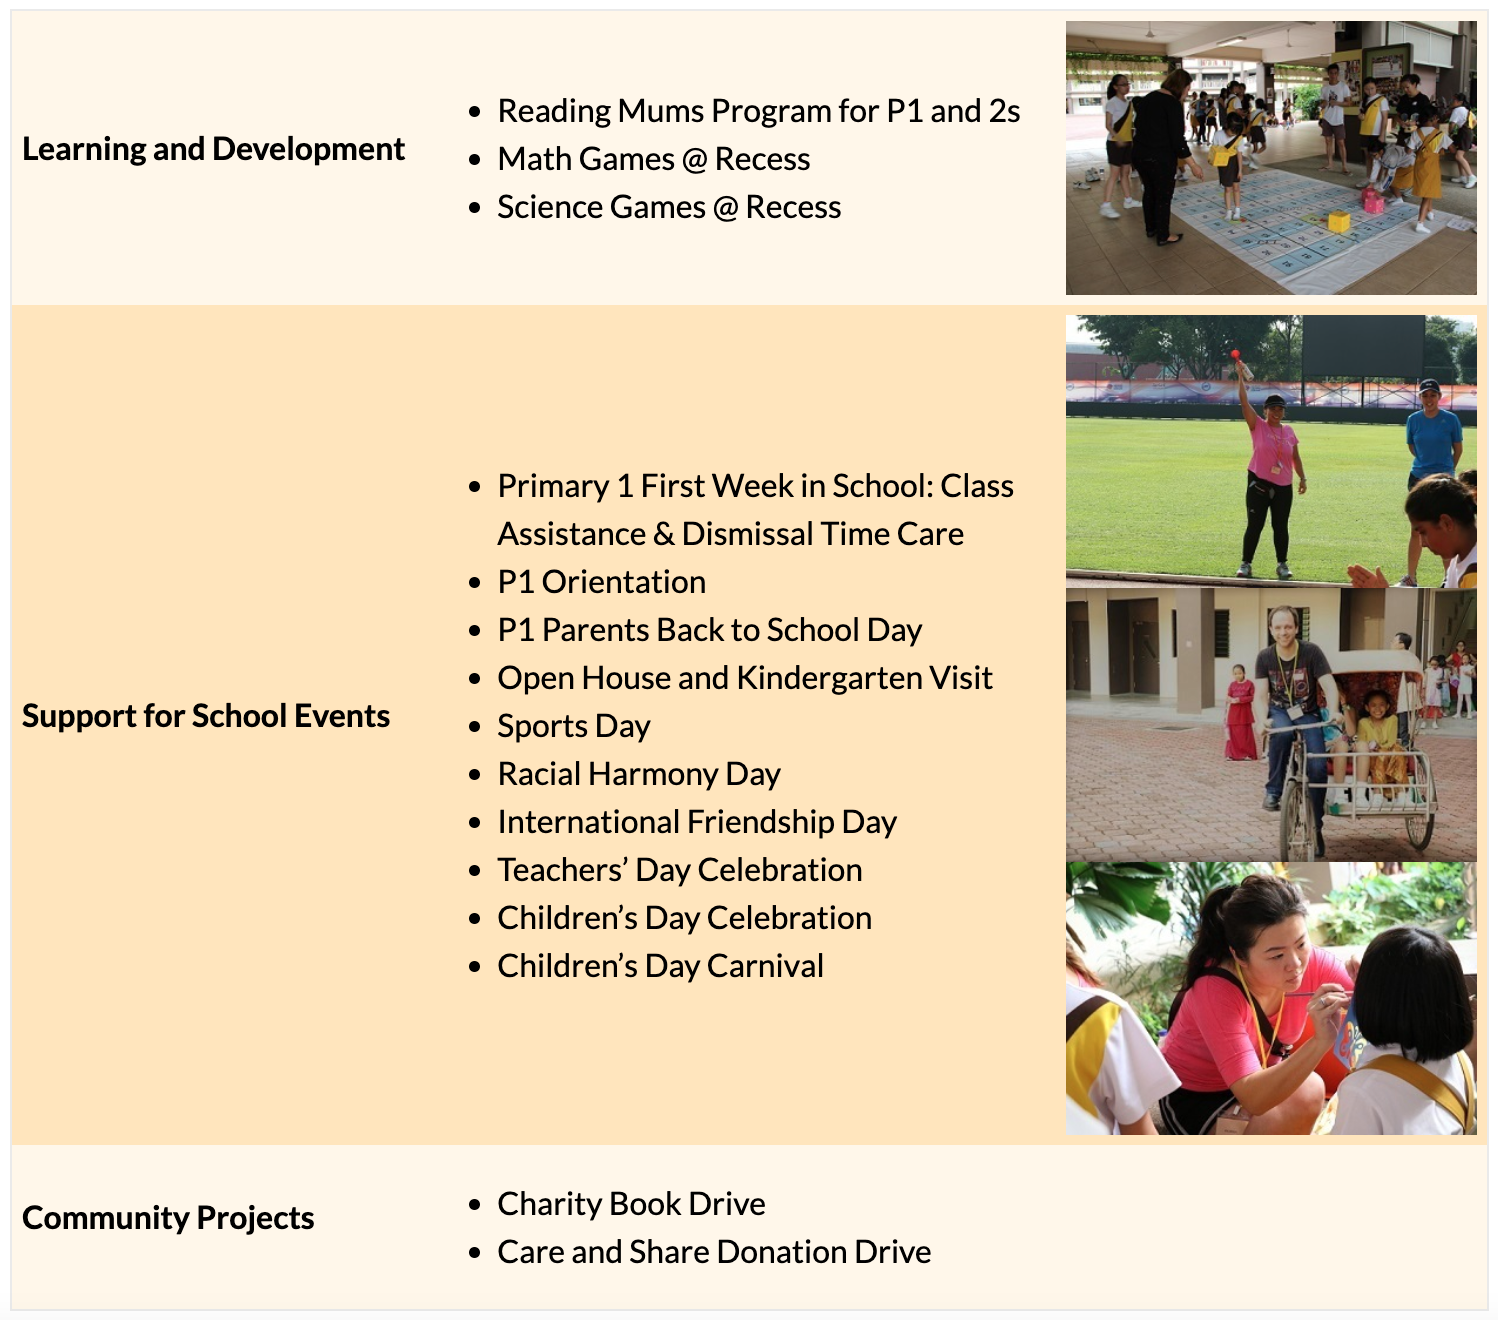 Learning and Development
• Reading Mums Program for P1 and 2s
• Math Games @ Recess
• Science Games @ Recess
Support for School Events
• Primary 1 First Week in School: Class
Assistance & Dismissal Time Care
• P1 Orientation
• P1 Parents Back to School Day
• Open House and Kindergarten Visit
• Sports Day
• Racial Harmony Day
• International Friendship Day
• Teachers’ Day Celebration
• Children’s Day Celebration
• Children’s Day Carnival
Community Projects
• Charity Book Drive
• Care and Share Donation Drive